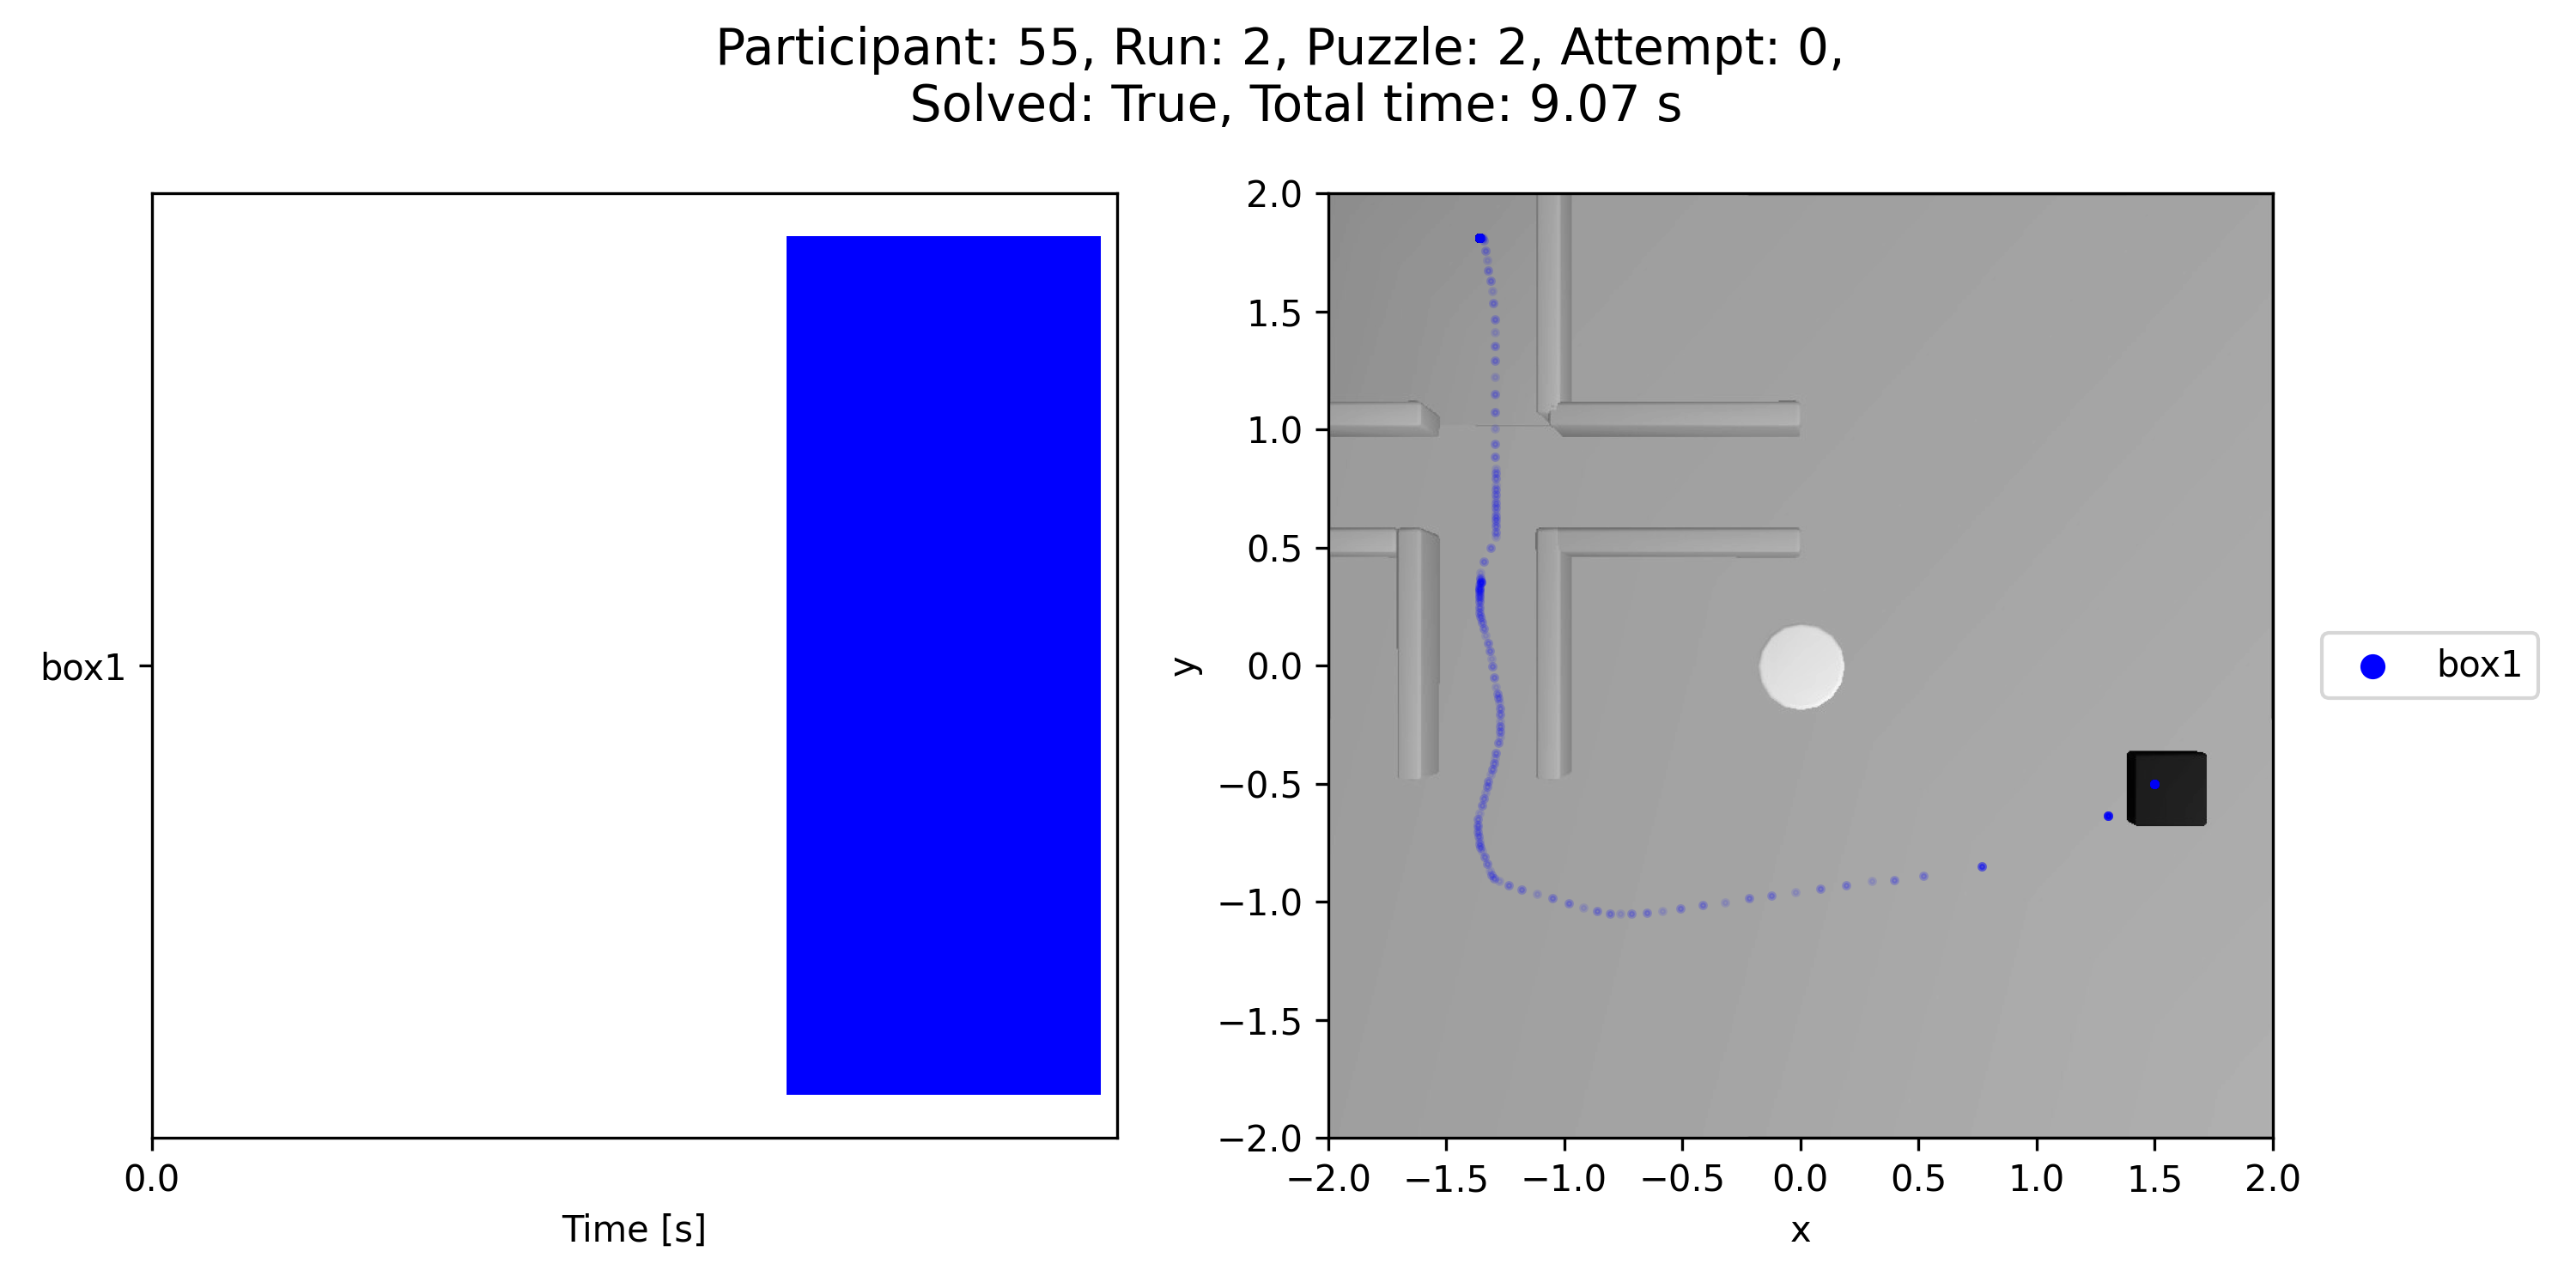 Participant: 55, Run: 2, Puzzle: 2, Attempt: 0,
Solved: True, Total time: 9.07 s
box1
0.0
Time [s]
2.0
1.5
1.0
0.5
0.0
−0.5
−1.0
−1.5
−2.0
y
−2.0 −1.5 −1.0 −0.5 0.0 0.5 1.0 1.5 2.0
x
box1